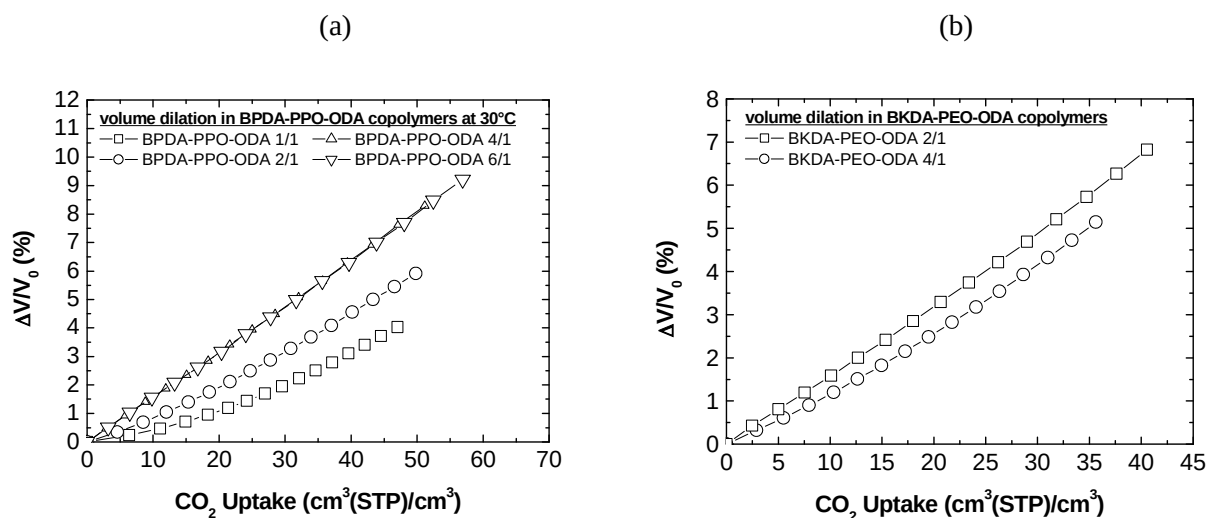 (a)
(b)
volume dilation in BPDA-PPO-ODA copolymers at 30°C
BPDA-PPO-ODA 1/1
BPDA-PPO-ODA 4/1
BPDA-PPO-ODA 2/1
BPDA-PPO-ODA 6/1
12
11
10
9
8
7
6
5
4
3
2
1
0
ΔV/V₀ (%)
0 10 20 30 40 50 60 70
CO₂ Uptake (cm³(STP)/cm³)
volume dilation in BKDA-PEO-ODA copolymers
BKDA-PEO-ODA 2/1
BKDA-PEO-ODA 4/1
8
7
6
5
4
3
2
1
0
ΔV/V₀ (%)
0 5 10 15 20 25 30 35 40 45
CO₂ Uptake (cm³(STP)/cm³)